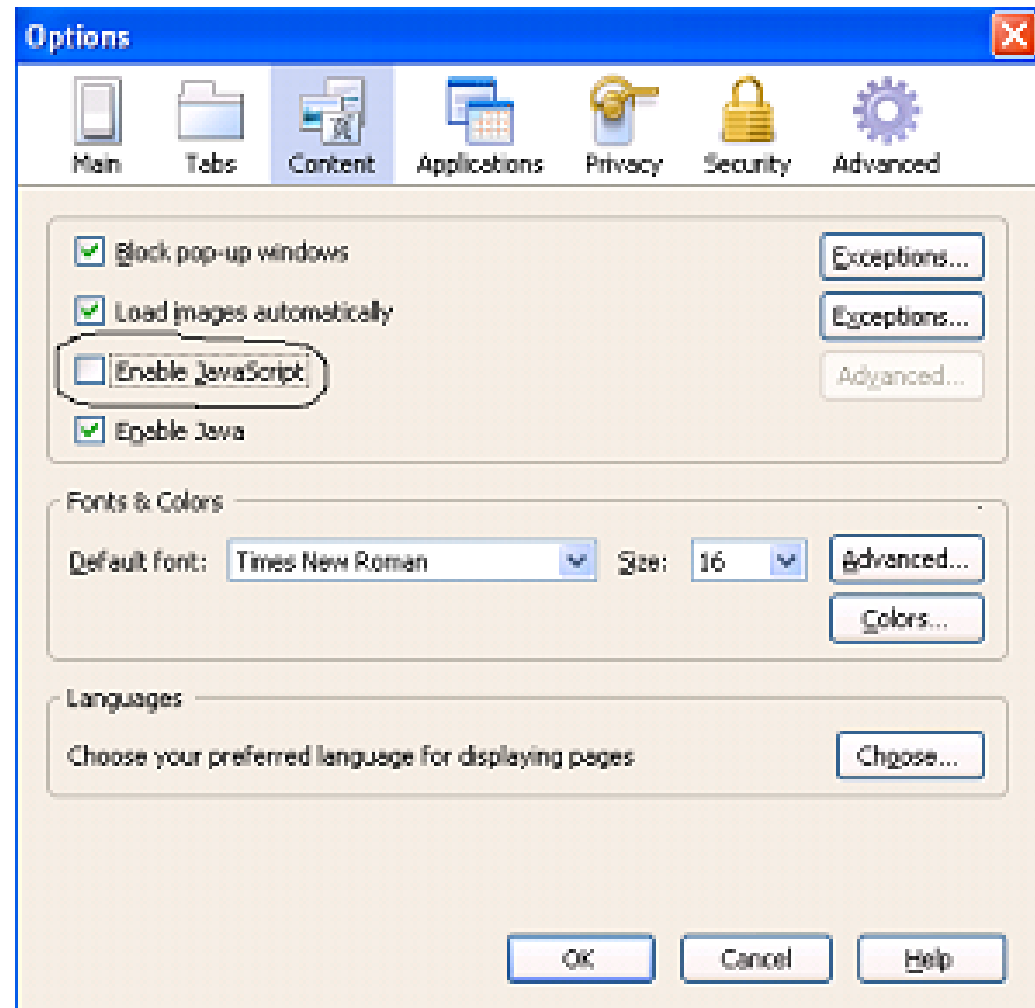 Options
Main Tabs Content Applications Privacy Security Advanced
Block pop-up windows Exceptions...
Load images automatically Exceptions...
Enable JavaScript Advanced...
Enable Java
Fonts & Colors
Default font: Times New Roman Size: 16 Advanced...
Colors...
Languages
Choose your preferred language for displaying pages Choose...
OK Cancel Help